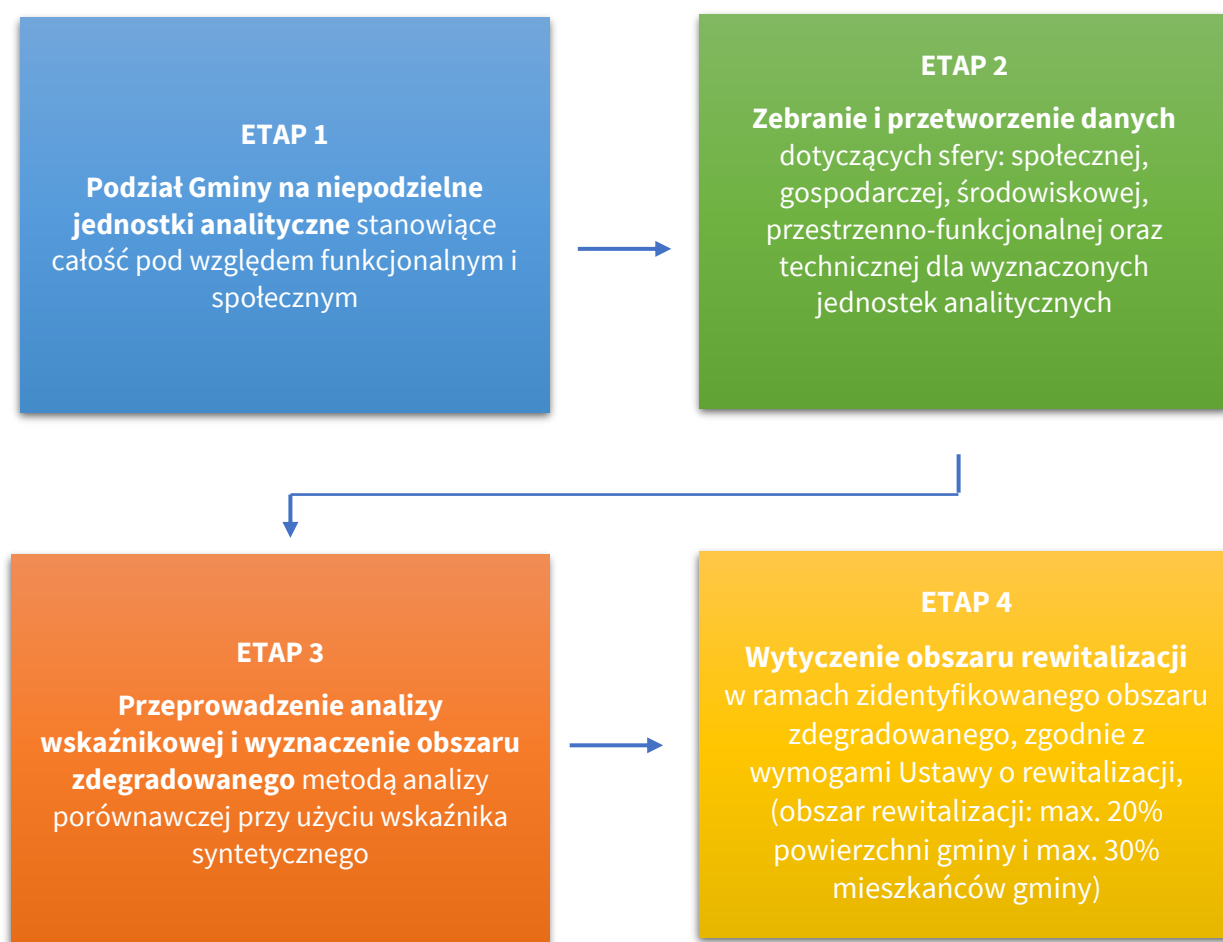 ETAP 1
Podział Gminy na niepodzielne
jednostki analityczne stanowiące
całość pod względem funkcjonalnym i
społecznym
ETAP 2
Zebranie i przetworzenie danych
dotyczących sfery: społecznej,
gospodarczej, środowiskowej,
przestrzenno-funkcjonalnej oraz
technicznej dla wyznaczonych
jednostek analitycznych
ETAP 3
Przeprowadzenie analizy
wskaźnikowej i wyznaczenie obszaru
zdegradowanego metodą analizy
porównawczej przy użyciu wskaźnika
syntetycznego
ETAP 4
Wytyczenie obszaru rewitalizacji
w ramach zidentyfikowanego obszaru
zdegradowanego, zgodnie z
wymogami Ustawy o rewitalizacji,
(obszar rewitalizacji: max. 20%
powierzchni gminy i max. 30%
mieszkańców gminy)